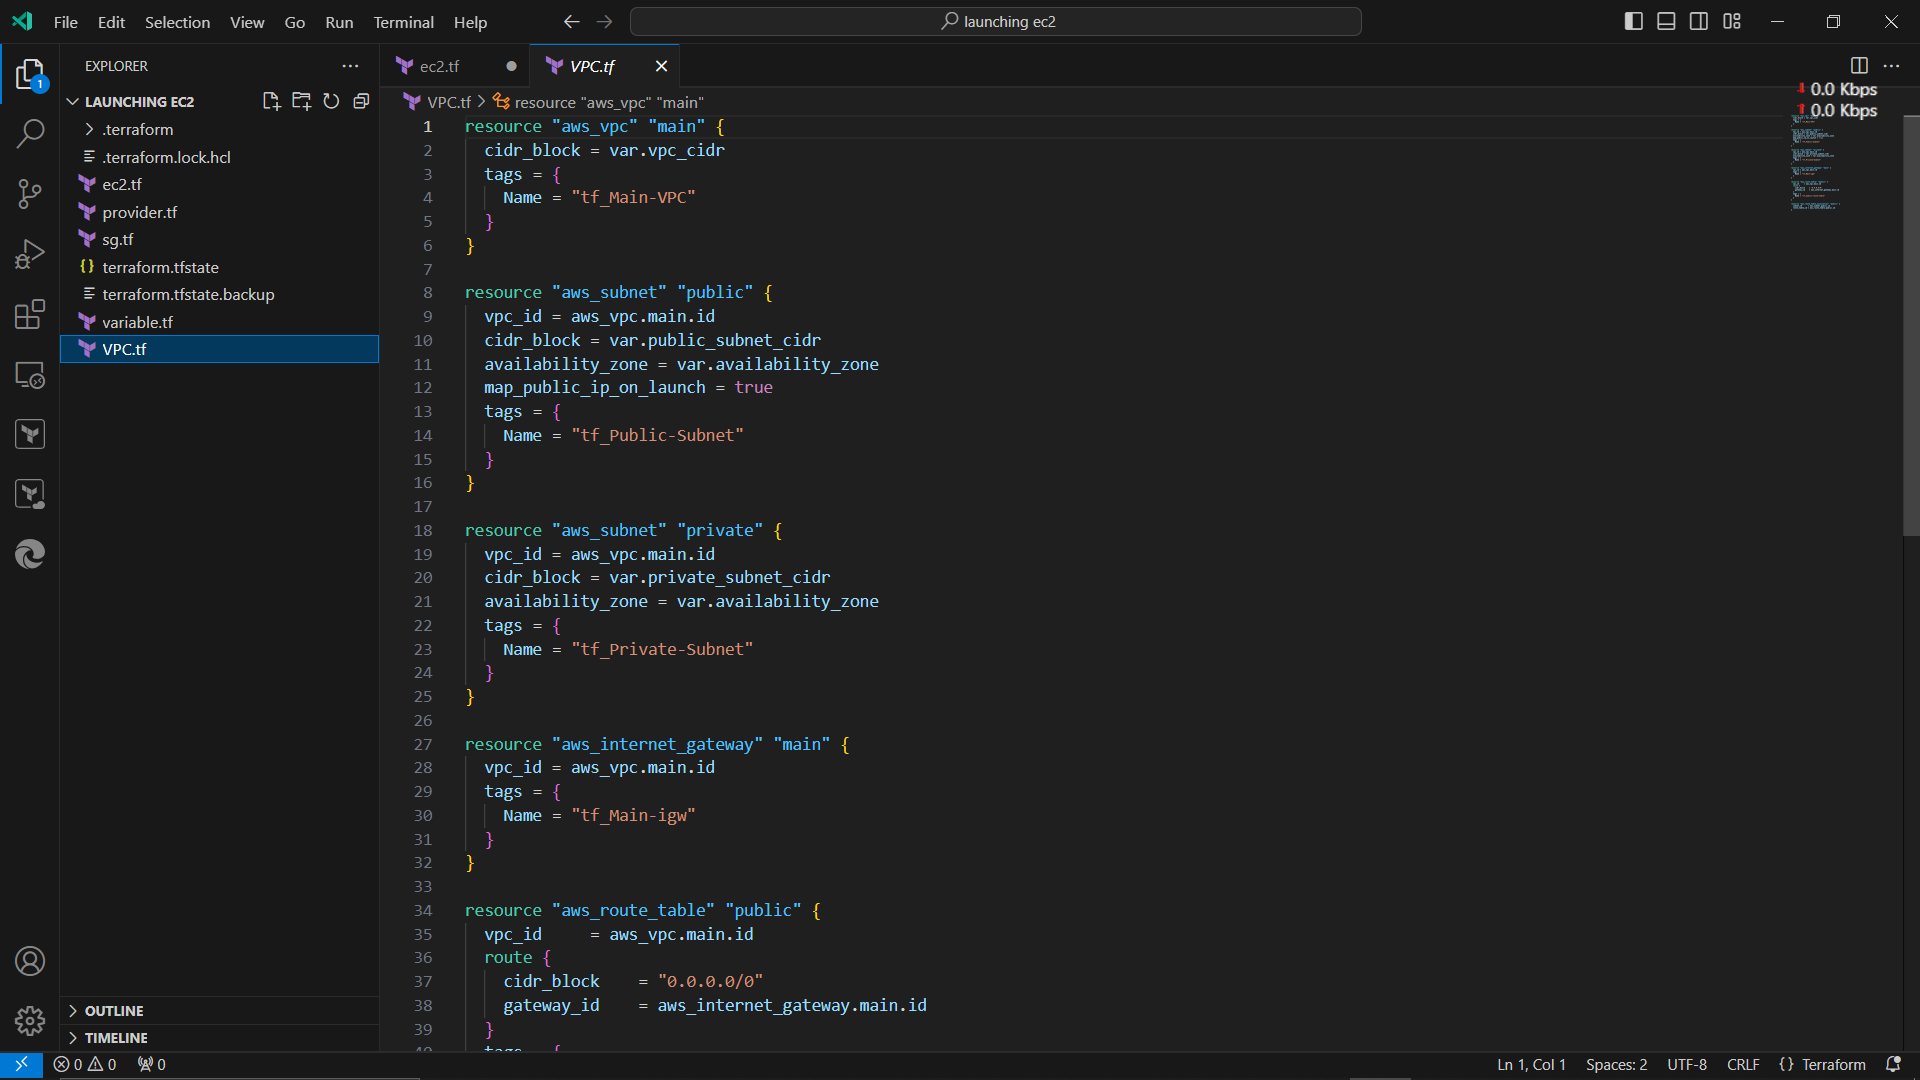 File Edit Selection View Go Run Terminal Help
launching ec2
EXPLORER
ec2.tf
VPC.tf
0.0 Kbps
0.0 Kbps
LAUNCHING EC2
.terraform
.terraform.lock.hcl
ec2.tf
provider.tf
sg.tf
terraform.tfstate
terraform.tfstate.backup
variable.tf
VPC.tf
1
OUTLINE
TIMELINE
VPC.tf > resource "aws_vpc" "main"
1 resource "aws_vpc" "main" {
2 cidr_block = var.vpc_cidr
3 tags = {
4 Name = "tf_Main-VPC"
5 }
6 }
7
8 resource "aws_subnet" "public" {
9 vpc_id = aws_vpc.main.id
10 cidr_block = var.public_subnet_cidr
11 availability_zone = var.availability_zone
12 map_public_ip_on_launch = true
13 tags = {
14 Name = "tf_Public-Subnet"
15 }
16 }
17
18 resource "aws_subnet" "private" {
19 vpc_id = aws_vpc.main.id
20 cidr_block = var.private_subnet_cidr
21 availability_zone = var.availability_zone
22 tags = {
23 Name = "tf_Private-Subnet"
24 }
25 }
26
27 resource "aws_internet_gateway" "main" {
28 vpc_id = aws_vpc.main.id
29 tags = {
30 Name = "tf_Main-igw"
31 }
32 }
33
34 resource "aws_route_table" "public" {
35 vpc_id = aws_vpc.main.id
36 route {
37 cidr_block = "0.0.0.0/0"
38 gateway_id = aws_internet_gateway.main.id
39 }
0 0 0
Ln 1, Col 1 Spaces: 2 UTF-8 CRLF {} Terraform